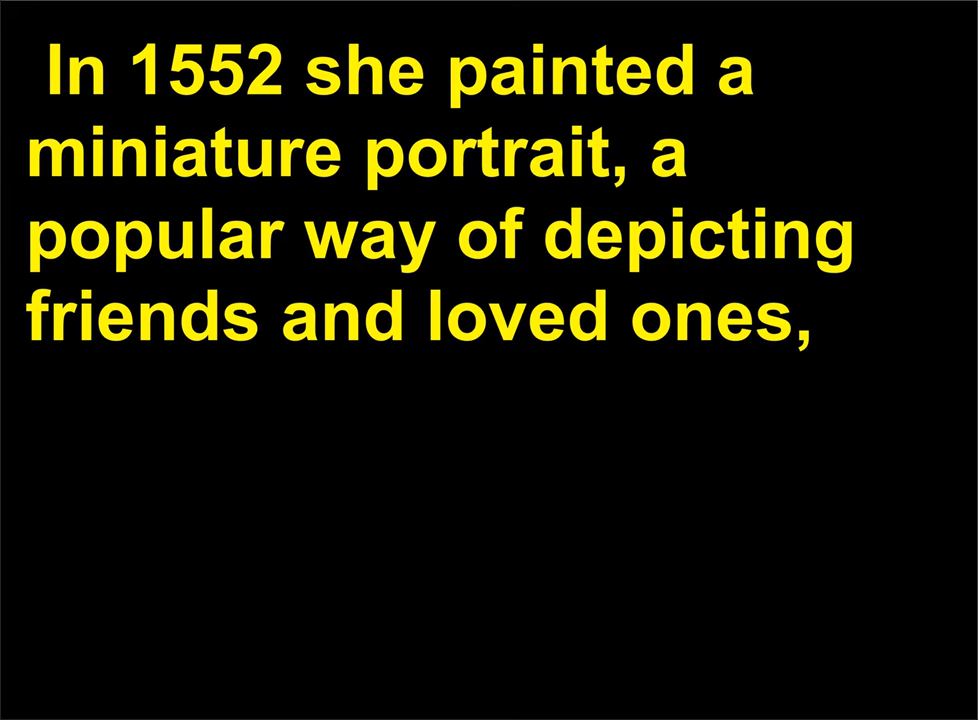 In 1552 she painted a
miniature portrait, a
popular way of depicting
friends and loved ones,